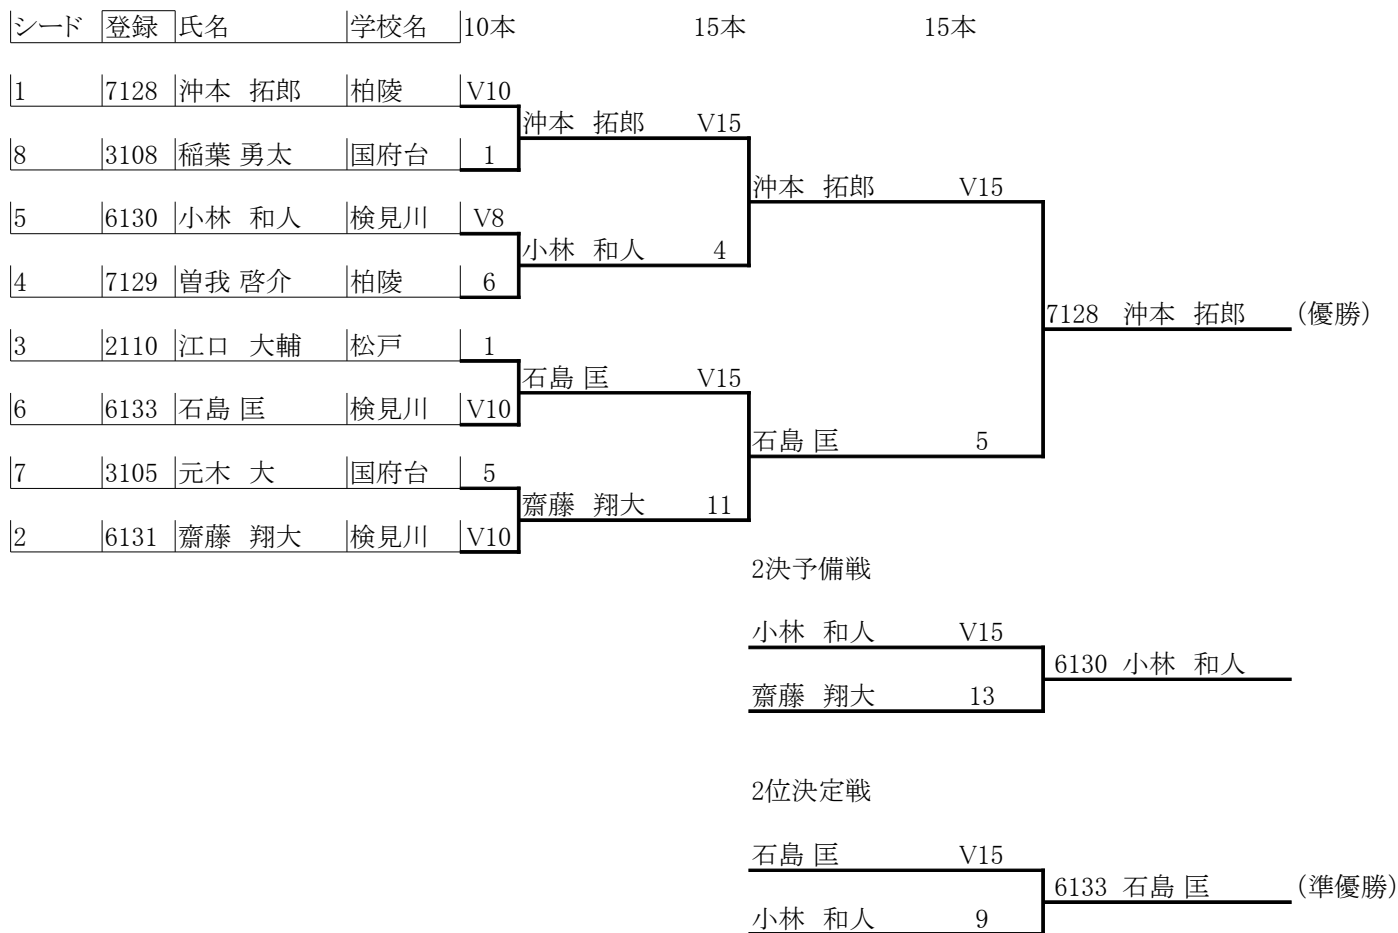 シード 登録 氏名 学校名 10本 15本 15本
1 7128 沖本 拓郎 柏陵 V10
沖本 拓郎 V15
8 3108 稲葉 勇太 国府台 1
沖本 拓郎 V15
5 6130 小林 和人 検見川 V8
小林 和人 4
4 7129 曽我 啓介 柏陵 6
7128 沖本 拓郎 (優勝)
3 2110 江口 大輔 松戸 1
石島 匡 V15
6 6133 石島 匡 検見川 V10
石島 匡 5
7 3105 元木 大 国府台 5
齋藤 翔大 11
2 6131 齋藤 翔大 検見川 V10
2決予備戦
小林 和人 V15
6130 小林 和人
齋藤 翔大 13
2位決定戦
石島 匡 V15
6133 石島 匡 (準優勝)
小林 和人 9